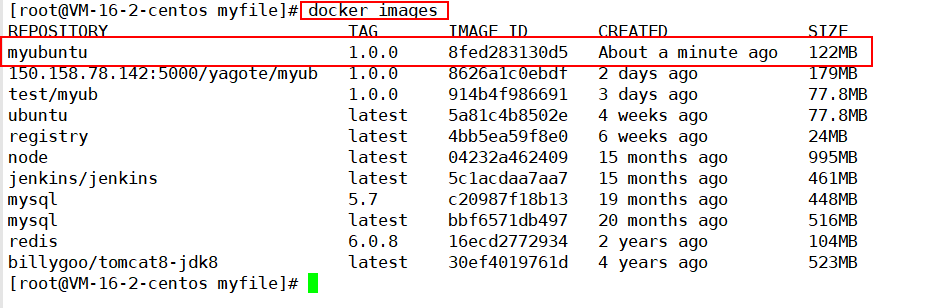 [root@VM-16-2-centos myfile]# docker images
REPOSITORY TAG IMAGE ID CREATED SIZE
myubuntu 1.0.0 8fed283130d5 About a minute ago 122MB
150.158.78.142:5000/yagote/myub 1.0.0 8626a1c0ebdf 2 days ago 179MB
test/myub 1.0.0 914b4f986691 3 days ago 77.8MB
ubuntu latest 5a81c4b8502e 4 weeks ago 77.8MB
registry latest 4bb5ea59f8e0 6 weeks ago 24MB
node latest 04232a462409 15 months ago 995MB
jenkins/jenkins latest 5c1acdaa7aa7 15 months ago 461MB
mysql 5.7 c20987f18b13 19 months ago 448MB
mysql latest bbf6571db497 20 months ago 516MB
redis 6.0.8 16ecd2772934 2 years ago 104MB
billygoo/tomcat8-jdk8 latest 30ef4019761d 4 years ago 523MB
[root@VM-16-2-centos myfile]#